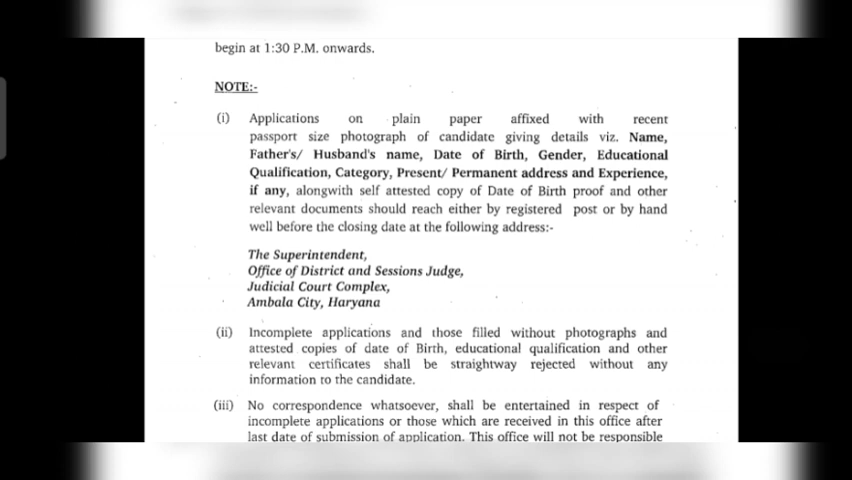 begin at 1:30 P.M. onwards.
NOTE:-
(i) Applications on plain paper affixed with recent
passport size photograph of candidate giving details viz. Name,
Father's/ Husband's name, Date of Birth, Gender, Educational
Qualification, Category, Present/ Permanent address and Experience,
if any, alongwith self attested copy of Date of Birth proof and other
relevant documents should reach either by registered post or by hand
well before the closing date at the following address:-
The Superintendent,
Office of District and Sessions Judge,
Judicial Court Complex,
Ambala City, Haryana
(ii) Incomplete applications and those filled without photographs and
attested copies of date of Birth, educational qualification and other
relevant certificates shall be straightway rejected without any
information to the candidate.
(iii) No correspondence whatsoever, shall be entertained in respect of
incomplete applications or those which are received in this office after
last date of submission of application. This office will not be responsible